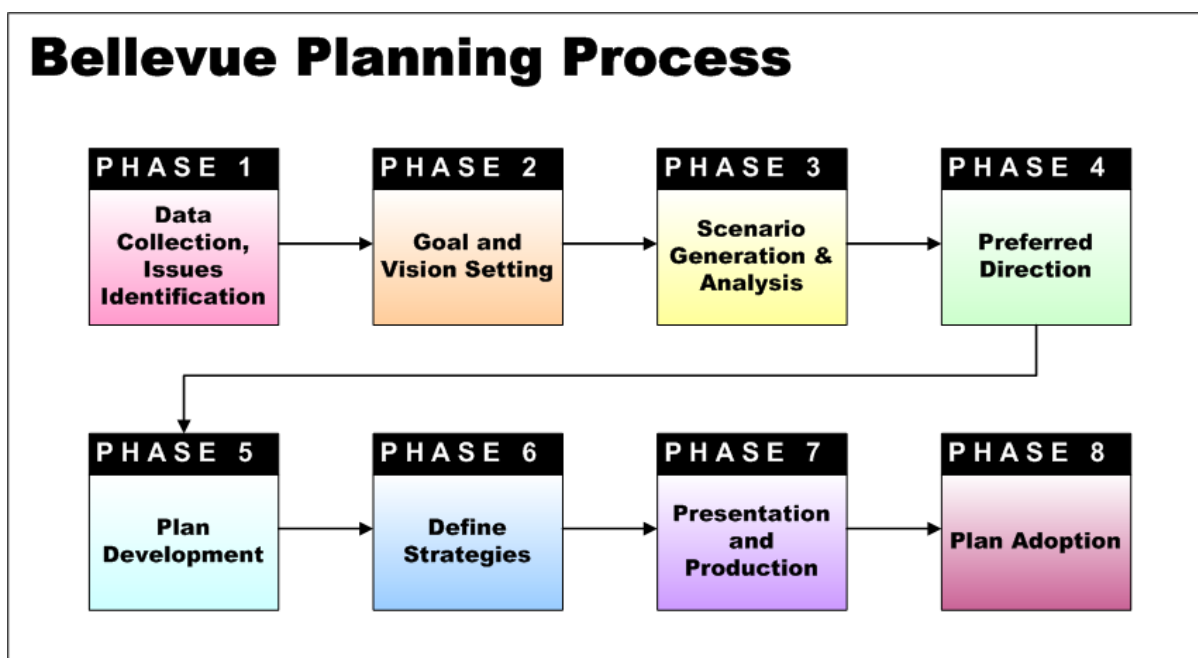 Bellevue Planning Process
PHASE 1
Data
Collection,
Issues
Identification
PHASE 2
Goal and
Vision Setting
PHASE 3
Scenario
Generation &
Analysis
PHASE 4
Preferred
Direction
PHASE 5
Plan
Development
PHASE 6
Define
Strategies
PHASE 7
Presentation
and
Production
PHASE 8
Plan Adoption